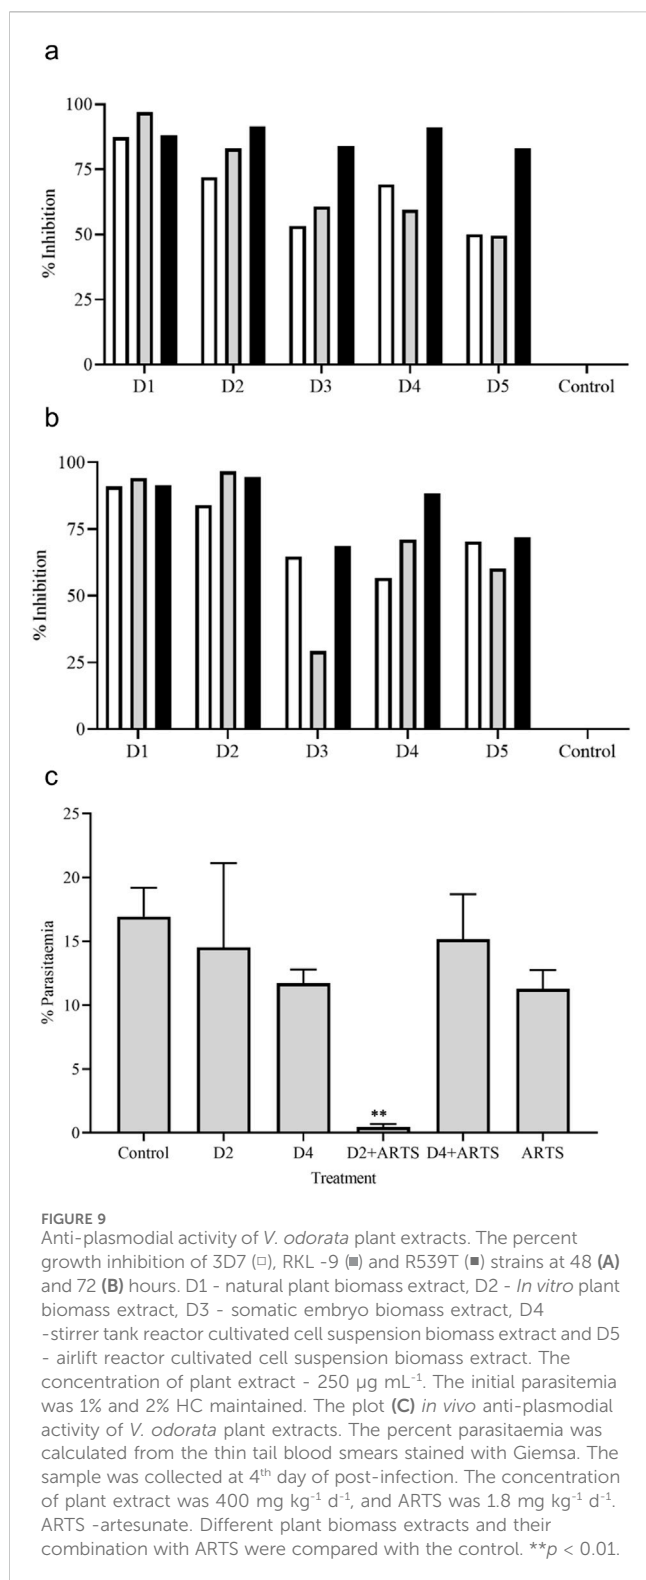 a
100
75
50
25
0
% Inhibition
D1 D2 D3 D4 D5 Control
b
100
75
50
25
0
% Inhibition
D1 D2 D3 D4 D5 Control
c
25
20
15
10
5
0
% Parasitaemia
**
Control D2 D4 D2+ARTS D4+ARTS ARTS
Treatment
FIGURE 9
Anti-plasmodial activity of V. odorata plant extracts. The percent
growth inhibition of 3D7 (□), RKL -9 (■) and R539T (■) strains at 48 (A)
and 72 (B) hours. D1 - natural plant biomass extract, D2 - In vitro plant
biomass extract, D3 - somatic embryo biomass extract, D4
-stirrer tank reactor cultivated cell suspension biomass extract and D5
- airlift reactor cultivated cell suspension biomass extract. The
concentration of plant extract - 250 µg mL⁻¹. The initial parasitemia
was 1% and 2% HC maintained. The plot (C) in vivo anti-plasmodial
activity of V. odorata plant extracts. The percent parasitaemia was
calculated from the thin tail blood smears stained with Giemsa. The
sample was collected at 4ᵗʰ day of post-infection. The concentration
of plant extract was 400 mg kg⁻¹ d⁻¹, and ARTS was 1.8 mg kg⁻¹ d⁻¹.
ARTS -artesunate. Different plant biomass extracts and their
combination with ARTS were compared with the control. **p < 0.01.